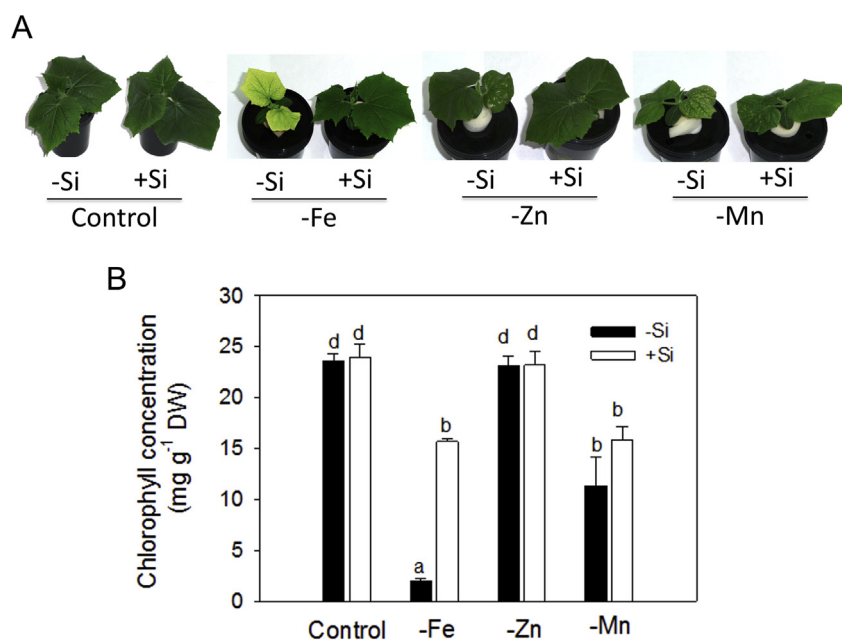 A
-Si +Si -Si +Si -Si +Si -Si +Si
Control -Fe -Zn -Mn
B
Chlorophyll concentration
(mg g⁻¹ DW)
30
25
20
15
10
5
0
d d a b d d b b
-Si
+Si
Control -Fe -Zn -Mn